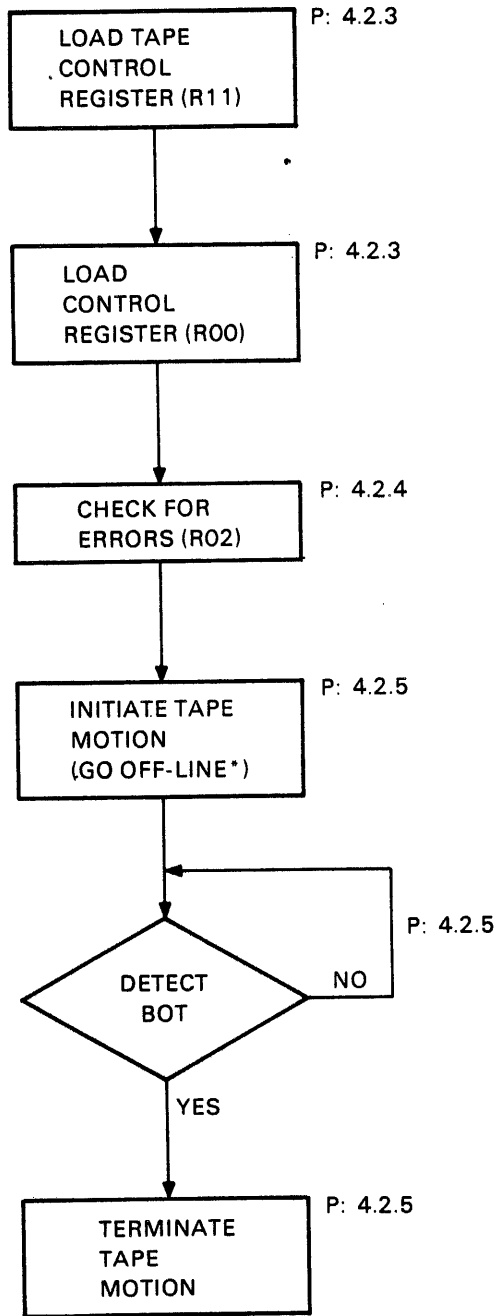 P: 4.2.3
LOAD TAPE
CONTROL
REGISTER (R11)
P: 4.2.3
LOAD
CONTROL
REGISTER (R00)
P: 4.2.4
CHECK FOR
ERRORS (R02)
P: 4.2.5
INITIATE TAPE
MOTION
(GO OFF-LINE*)
P: 4.2.5
DETECT
BOT
NO
YES
P: 4.2.5
TERMINATE
TAPE
MOTION